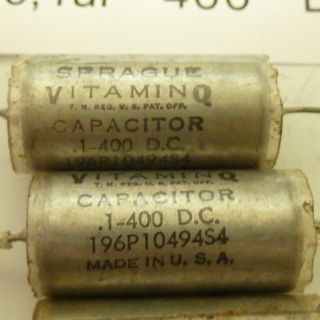 400
SPRAGUE
VITAMIN Q
T. M. REG. U. S. PAT. OFF.
CAPACITOR
.1-400 D.C.
196P10494S4
VITAMIN Q
T. M. REG. U. S. PAT. OFF.
CAPACITOR
.1-400 D.C.
196P10494S4
MADE IN U. S. A.